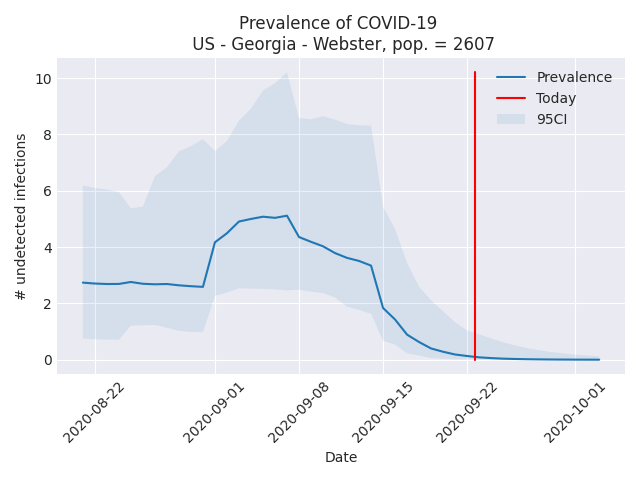 Prevalence of COVID-19
US - Georgia - Webster, pop. = 2607
Prevalence
Today
95CI
# undetected infections
10
8
6
4
2
0
2020-08-22
2020-09-01
2020-09-08
2020-09-15
2020-09-22
2020-10-01
Date